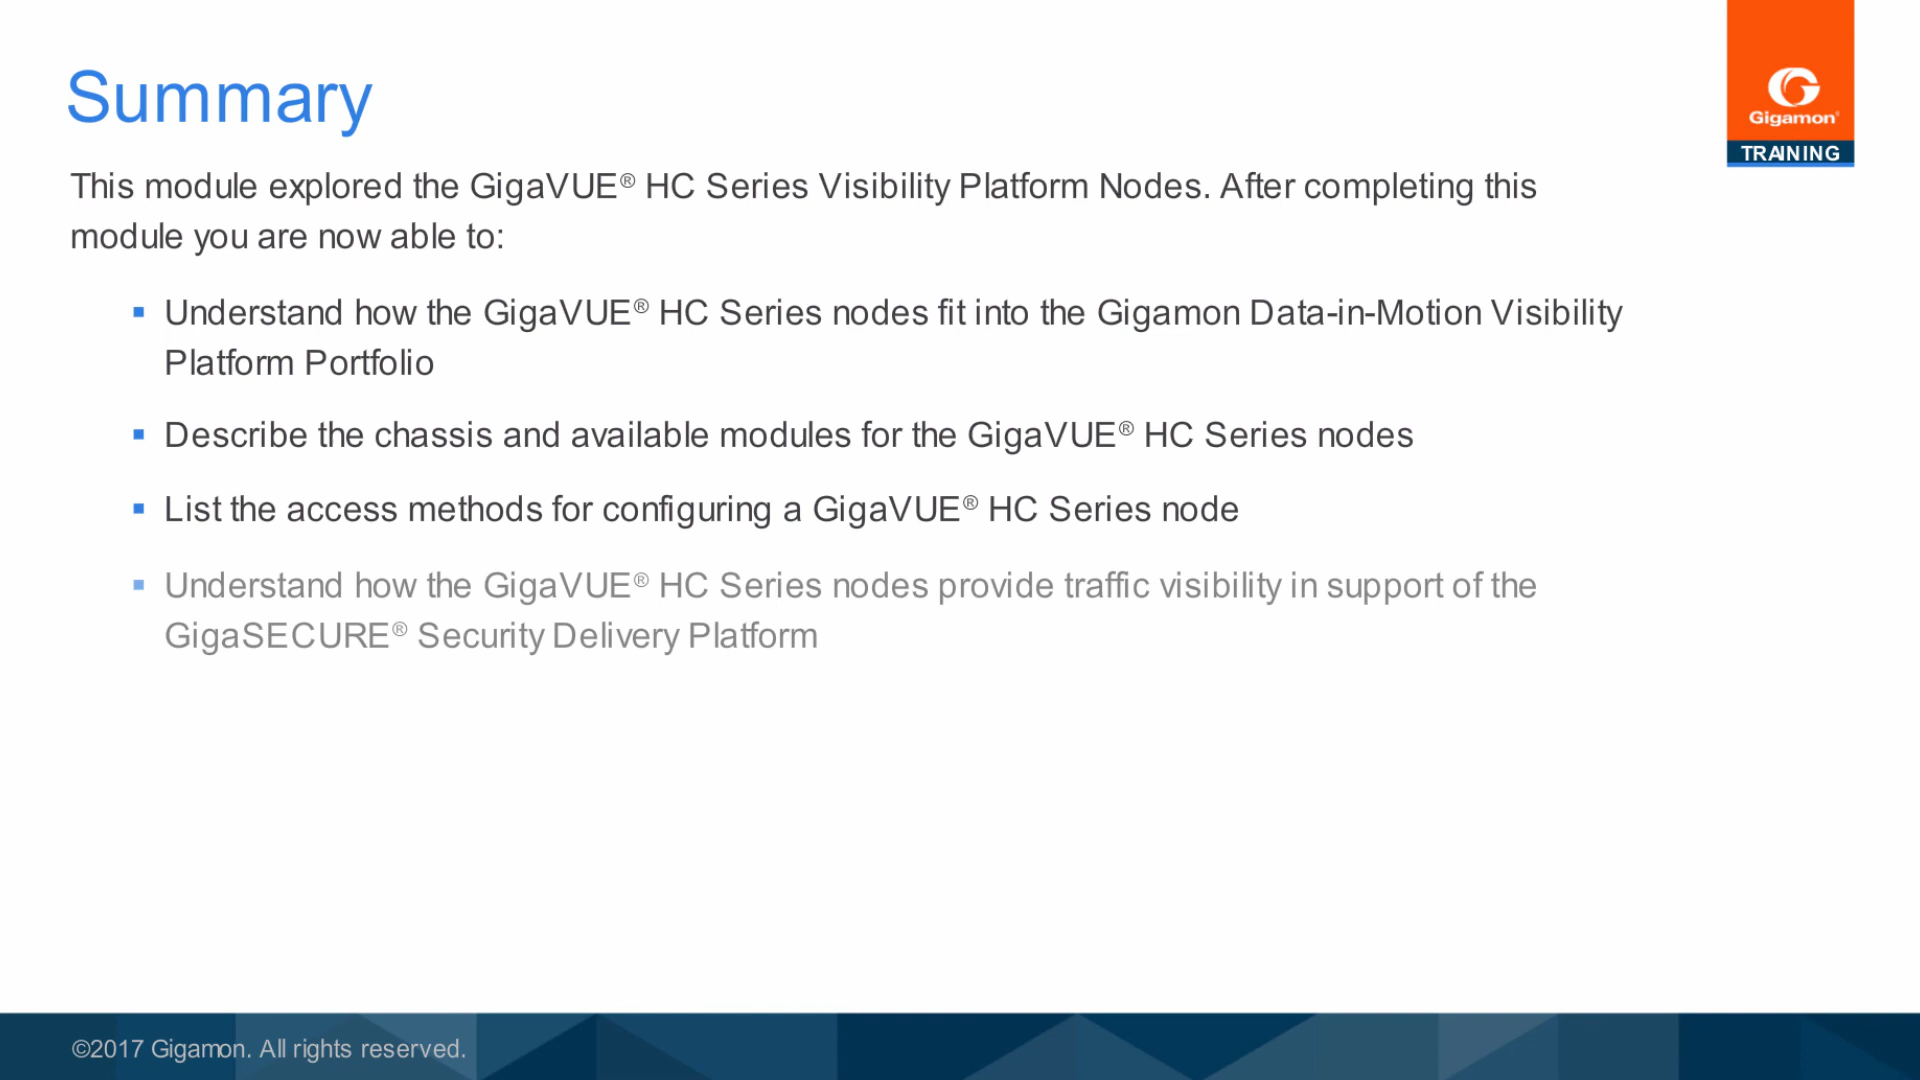 Summary
Gigamon®
TRAINING
This module explored the GigaVUE® HC Series Visibility Platform Nodes. After completing this
module you are now able to:
▪ Understand how the GigaVUE® HC Series nodes fit into the Gigamon Data-in-Motion Visibility
Platform Portfolio
▪ Describe the chassis and available modules for the GigaVUE® HC Series nodes
▪ List the access methods for configuring a GigaVUE® HC Series node
▪ Understand how the GigaVUE® HC Series nodes provide traffic visibility in support of the
GigaSECURE® Security Delivery Platform
©2017 Gigamon. All rights reserved.